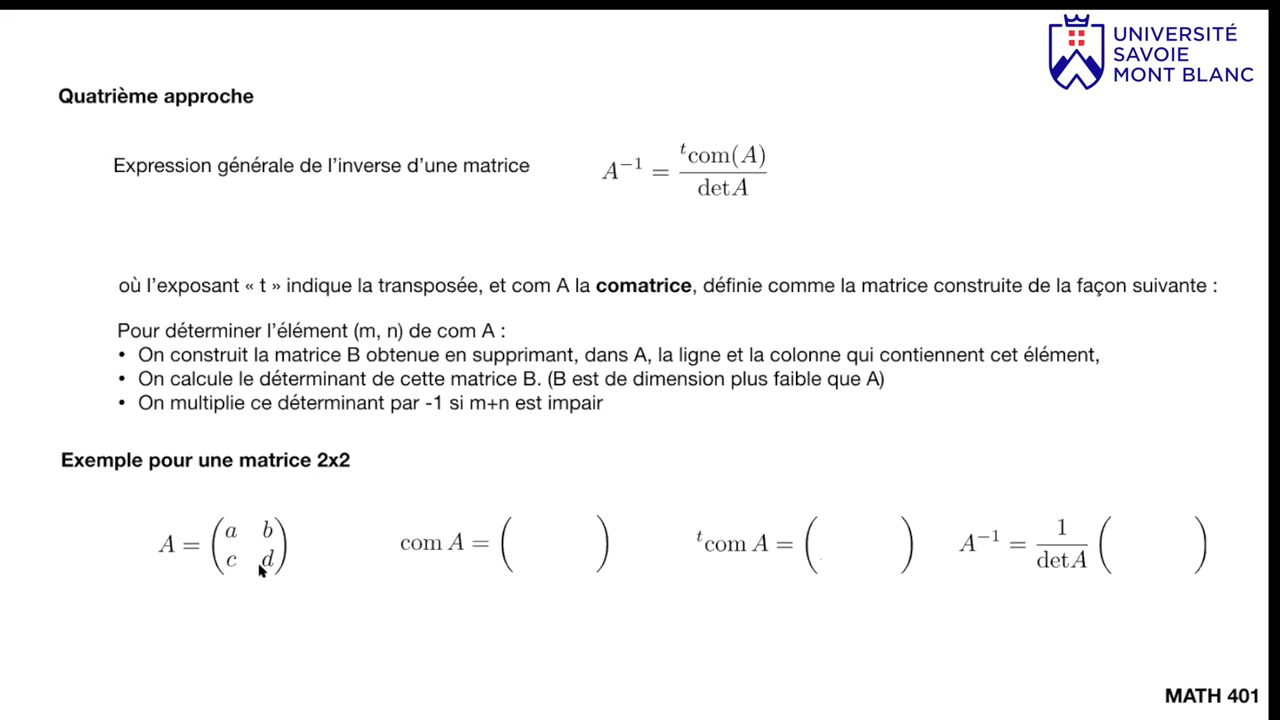 UNIVERSITÉ
SAVOIE
MONT BLANC
Quatrième approche
Expression générale de l'inverse d'une matrice A⁻¹ = ᵗcom(A) / detA
où l'exposant « t » indique la transposée, et com A la comatrice, définie comme la matrice construite de la façon suivante :
Pour déterminer l'élément (m, n) de com A :
• On construit la matrice B obtenue en supprimant, dans A, la ligne et la colonne qui contiennent cet élément,
• On calcule le déterminant de cette matrice B. (B est de dimension plus faible que A)
• On multiplie ce déterminant par -1 si m+n est impair
Exemple pour une matrice 2x2
A = (a b
c d) com A = ( ) ᵗcom A = ( ) A⁻¹ = 1 / detA ( )
MATH 401